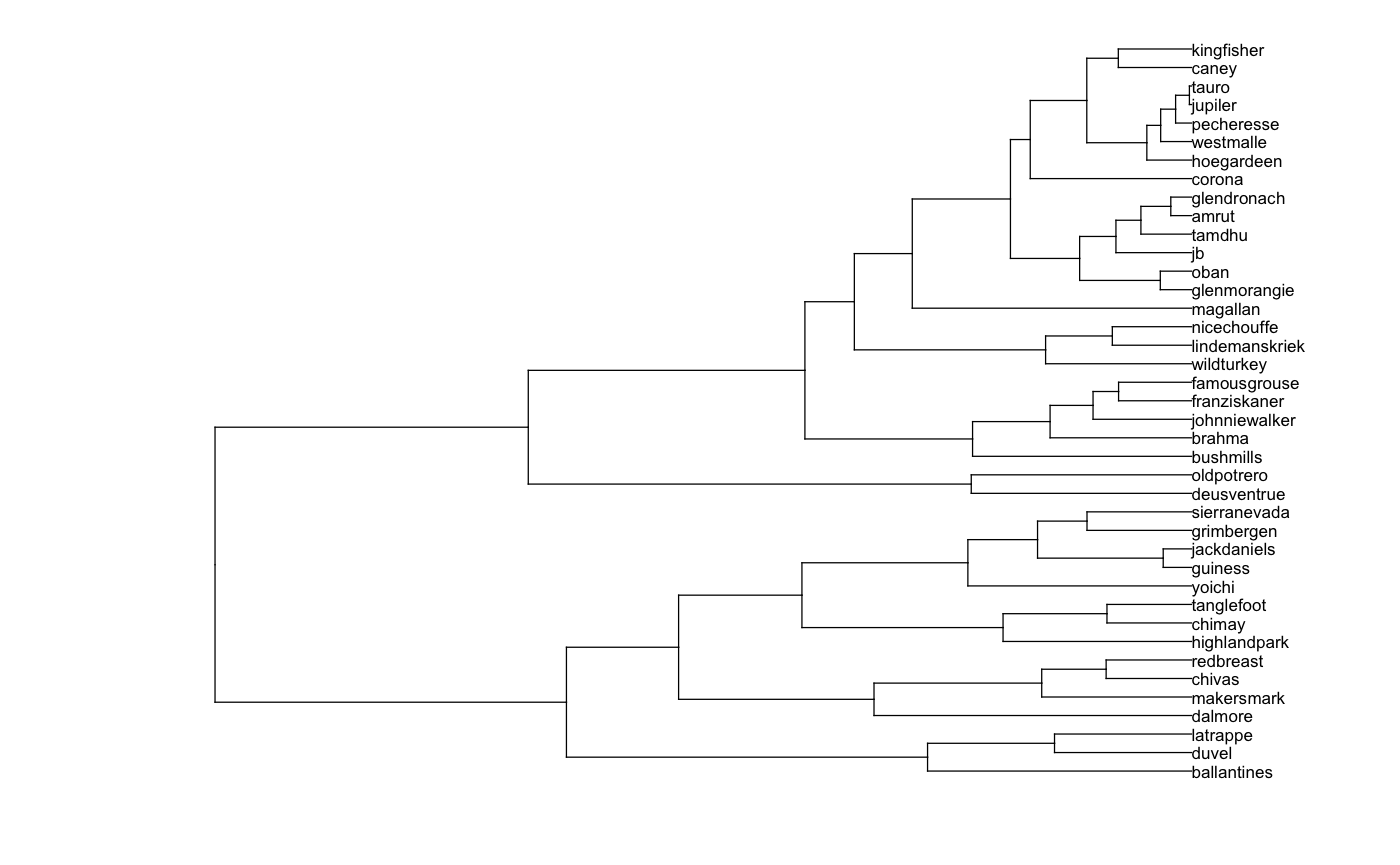 kingfisher
caney
tauro
jupiler
pecheresse
westmalle
hoegardeen
corona
glendronach
amrut
tamdhu
jb
oban
glenmorangie
magallan
nicechouffe
lindemanskriek
wildturkey
famousgrouse
franziskaner
johnniewalker
brahma
bushmills
oldpotrero
deusventrue
sierranevada
grimbergen
jackdaniels
guiness
yoichi
tanglefoot
chimay
highlandpark
redbreast
chivas
makersmark
dalmore
latrappe
duvel
ballantines